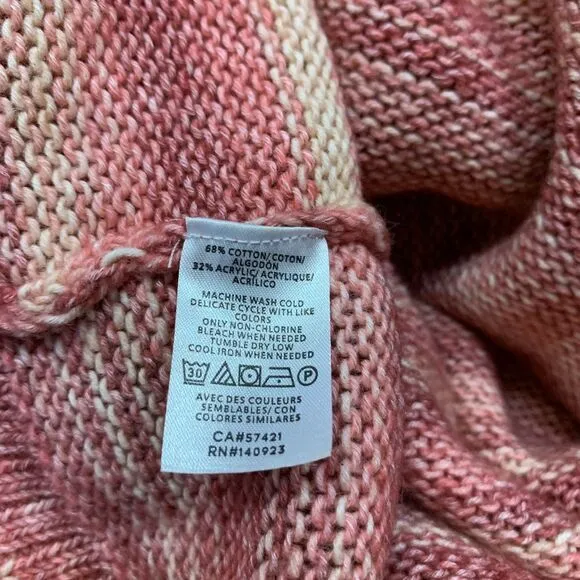 68% COTTON/ COTON/
ALGODÓN
32% ACRYLIC/ ACRYLIQUE/
ACRÍLICO
MACHINE WASH COLD
DELICATE CYCLE WITH LIKE
COLORS
ONLY NON-CHLORINE
BLEACH WHEN NEEDED
TUMBLE DRY LOW
COOL IRON WHEN NEEDED
30 P
AVEC DES COULEURS
SEMBLABLES/ CON
COLORES SIMILARES
CA#57421
RN#140923